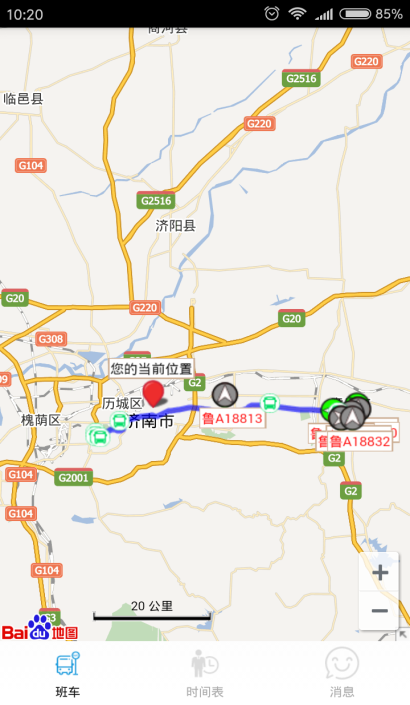 10:20
85%
商河县
G220
G2516
临邑县
G220
G104
G2516
济阳县
G20
G220
G20
G308
您的当前位置
G2
历城区
槐荫区
济南市
鲁A18813
鲁A18832
G2
G2001
G2
G104
G104
G104
20 公里
Bai du 地图
+
−
班车
时间表
消息